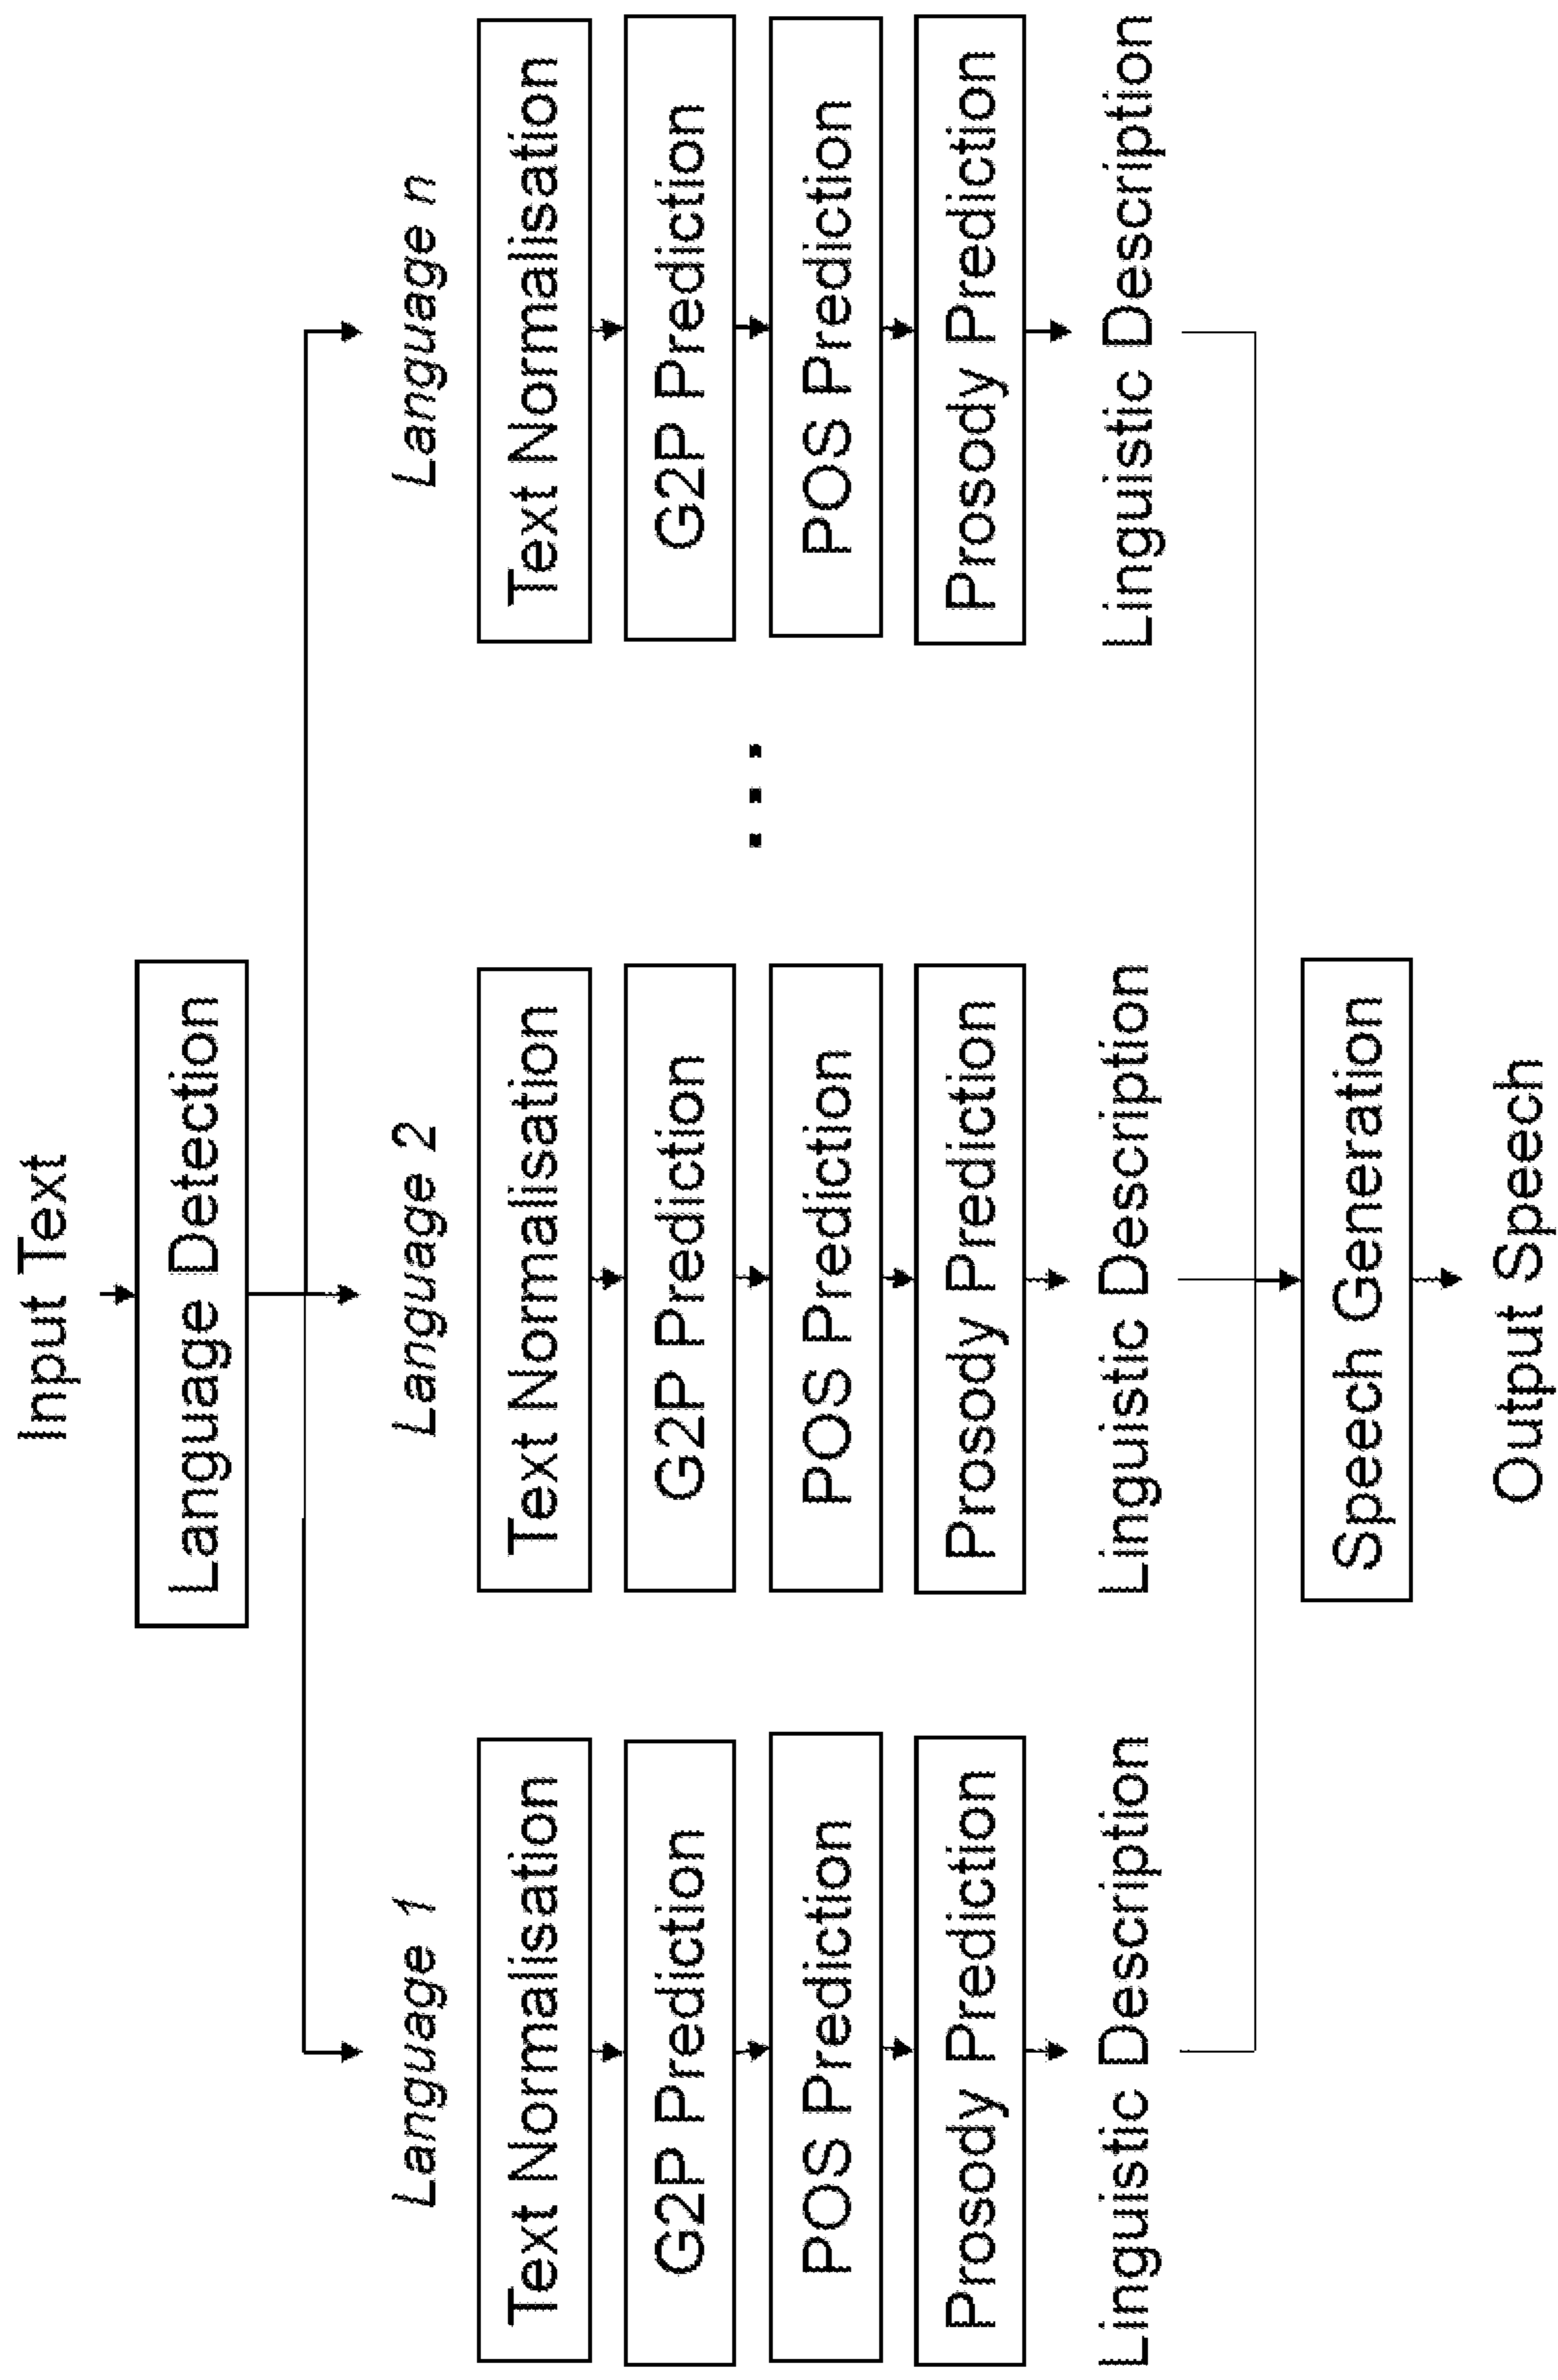 Input Text
Language Detection
Language 1
Language 2
Language n
Text Normalisation
Text Normalisation
Text Normalisation
G2P Prediction
G2P Prediction
G2P Prediction
POS Prediction
POS Prediction
...
POS Prediction
Prosody Prediction
Prosody Prediction
Prosody Prediction
Linguistic Description
Linguistic Description
Linguistic Description
Speech Generation
Output Speech